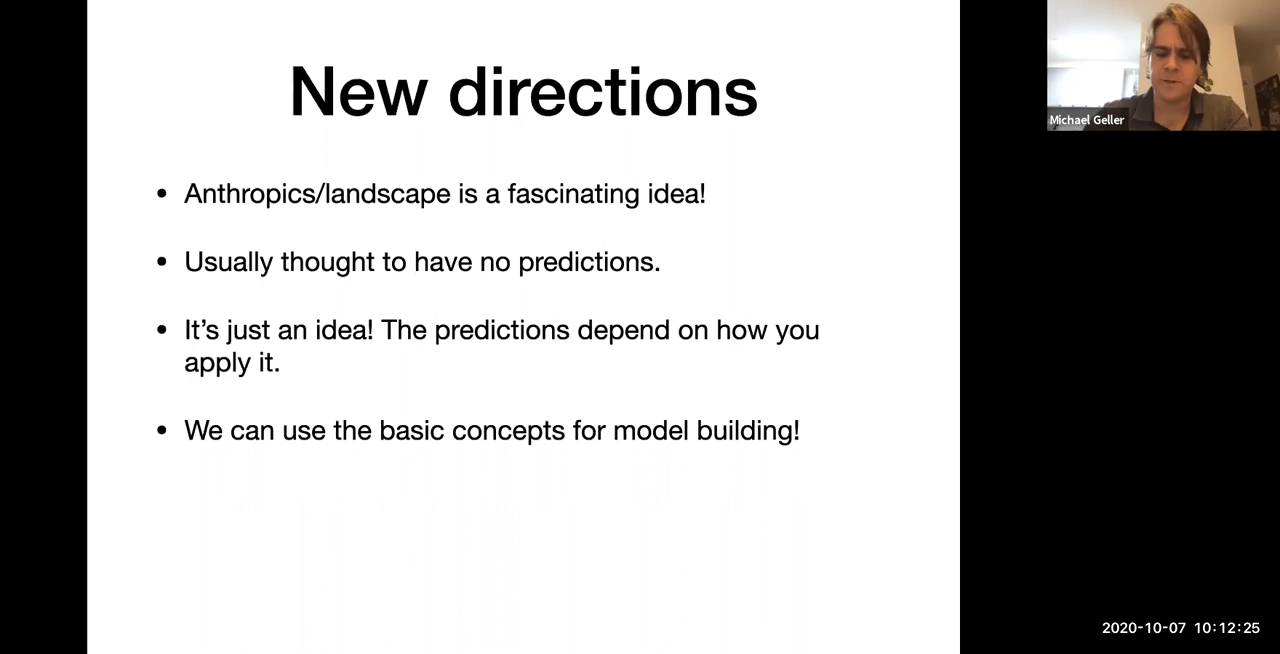 New directions
• Anthropics/landscape is a fascinating idea!
• Usually thought to have no predictions.
• It’s just an idea! The predictions depend on how you
apply it.
• We can use the basic concepts for model building!
Michael Geller
2020-10-07 10:12:25